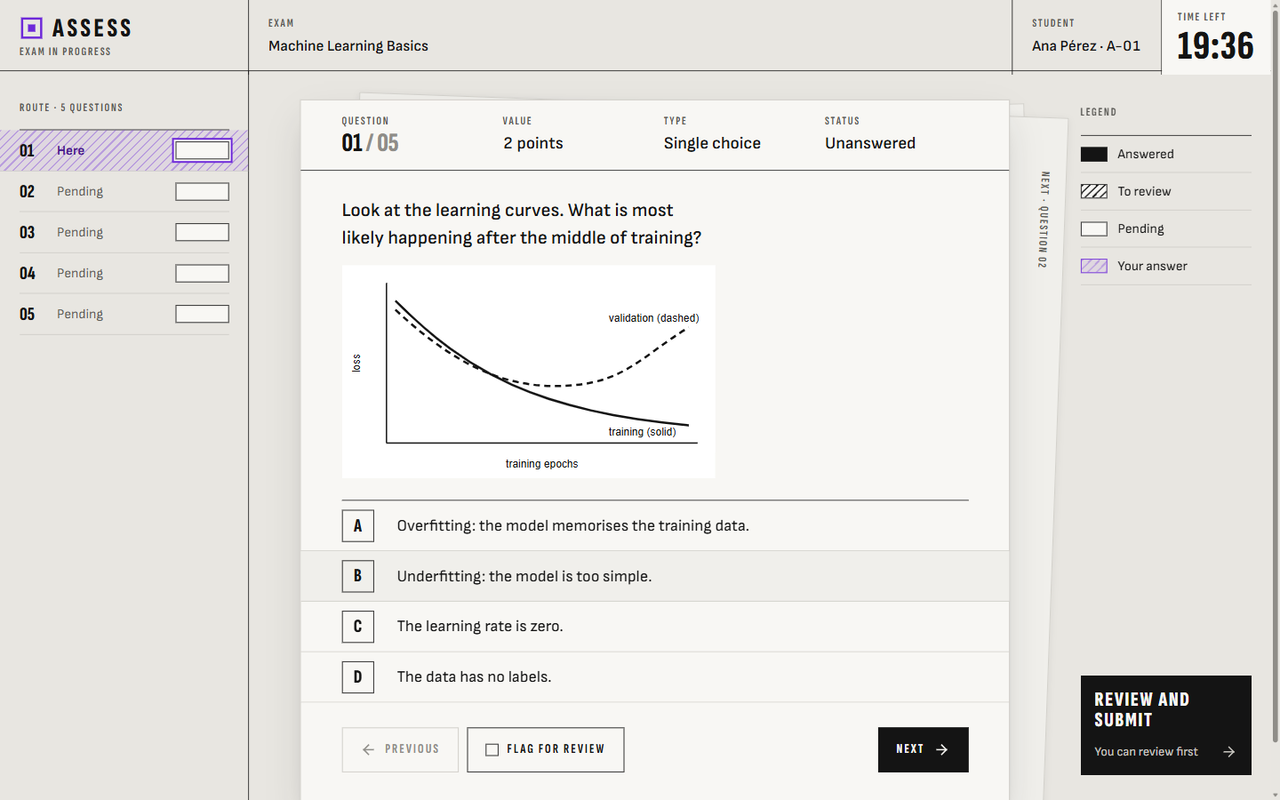 ASSESS
EXAM IN PROGRESS
EXAM
Machine Learning Basics
STUDENT
Ana Pérez · A-01
TIME LEFT
19:36
ROUTE · 5 QUESTIONS
01 Here
02 Pending
03 Pending
04 Pending
05 Pending
QUESTION
01 / 05
VALUE
2 points
TYPE
Single choice
STATUS
Unanswered
Look at the learning curves. What is most
likely happening after the middle of training?
validation (dashed)
loss
training (solid)
training epochs
A Overfitting: the model memorises the training data.
B Underfitting: the model is too simple.
C The learning rate is zero.
D The data has no labels.
PREVIOUS
FLAG FOR REVIEW
NEXT
NEXT · QUESTION 02
LEGEND
Answered
To review
Pending
Your answer
REVIEW AND
SUBMIT
You can review first